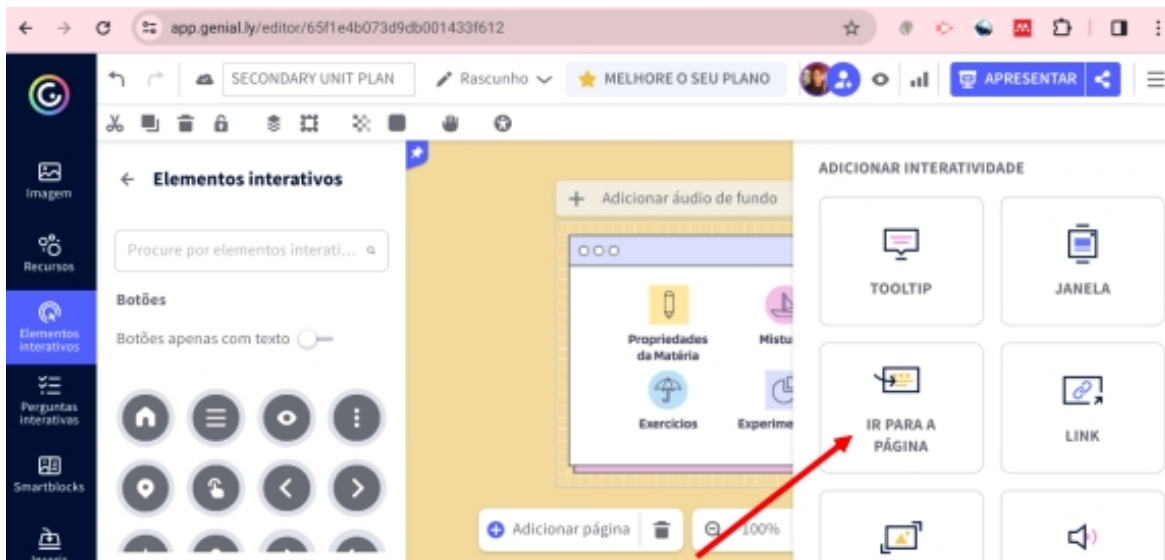 app.genial.ly/editor/65f1e4b073d9db001433f612
SECONDARY UNIT PLAN
Rascunho
MELHORE O SEU PLANO
APRESENTAR
Imagem
Recursos
Elementos
interativos
Perguntas
interativas
Smartblocks
Inserir
Elementos interativos
Procure por elementos interati...
Botões
Botões apenas com texto
Adicionar áudio de fundo
Propriedades
da Matéria
Mistu
Exercícios
Experime
Adicionar página
100%
ADICIONAR INTERATIVIDADE
TOOLTIP
JANELA
IR PARA A
PÁGINA
LINK